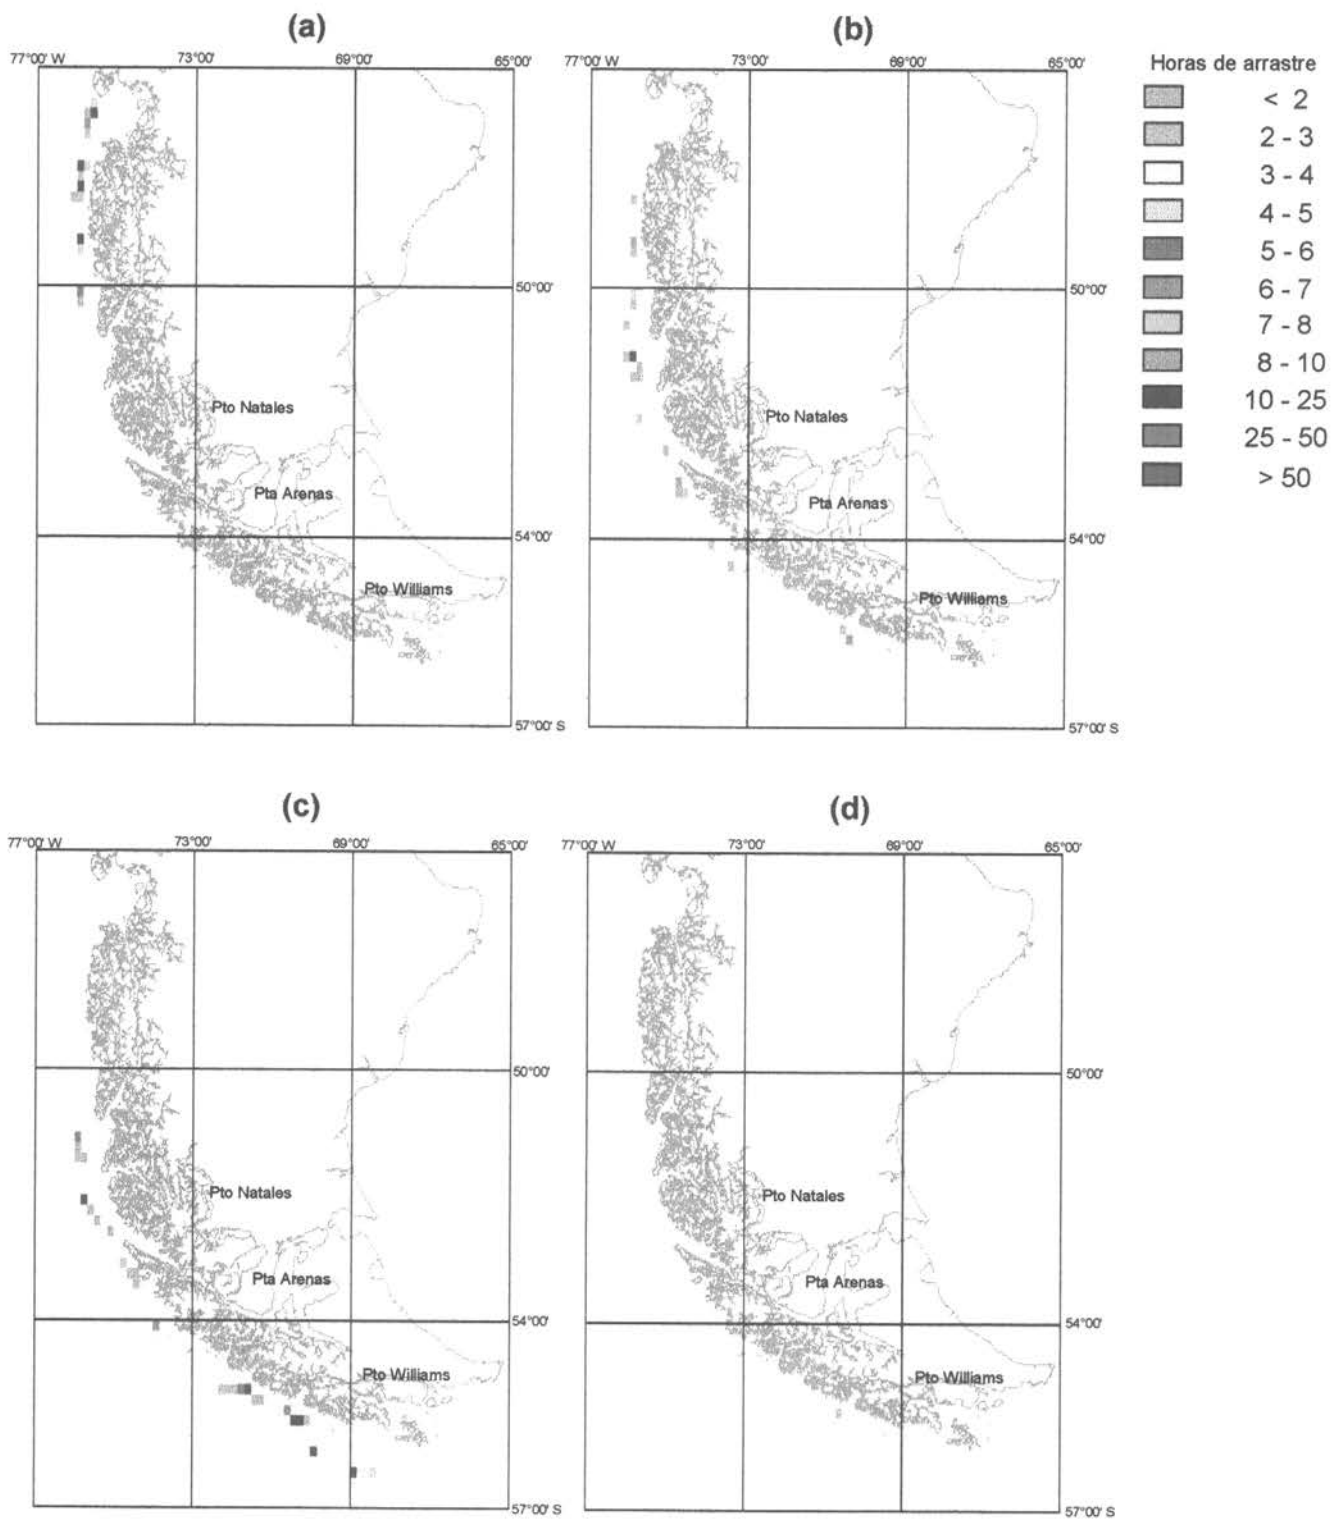 (a)
77°00' W 73°00' 69°00' 65°00'
50°00'
Pto Natales
Pta Arenas
54°00'
Pto Williams
57°00' S
(b)
77°00' W 73°00' 69°00' 65°00'
50°00'
Pto Natales
Pta Arenas
54°00'
Pto Williams
57°00' S
Horas de arrastre
< 2
2 - 3
3 - 4
4 - 5
5 - 6
6 - 7
7 - 8
8 - 10
10 - 25
25 - 50
> 50
(c)
77°00' W 73°00' 69°00' 65°00'
50°00'
Pto Natales
Pta Arenas
54°00'
Pto Williams
57°00' S
(d)
77°00' W 73°00' 69°00' 65°00'
50°00'
Pto Natales
Pta Arenas
54°00'
Pto Williams
57°00' S